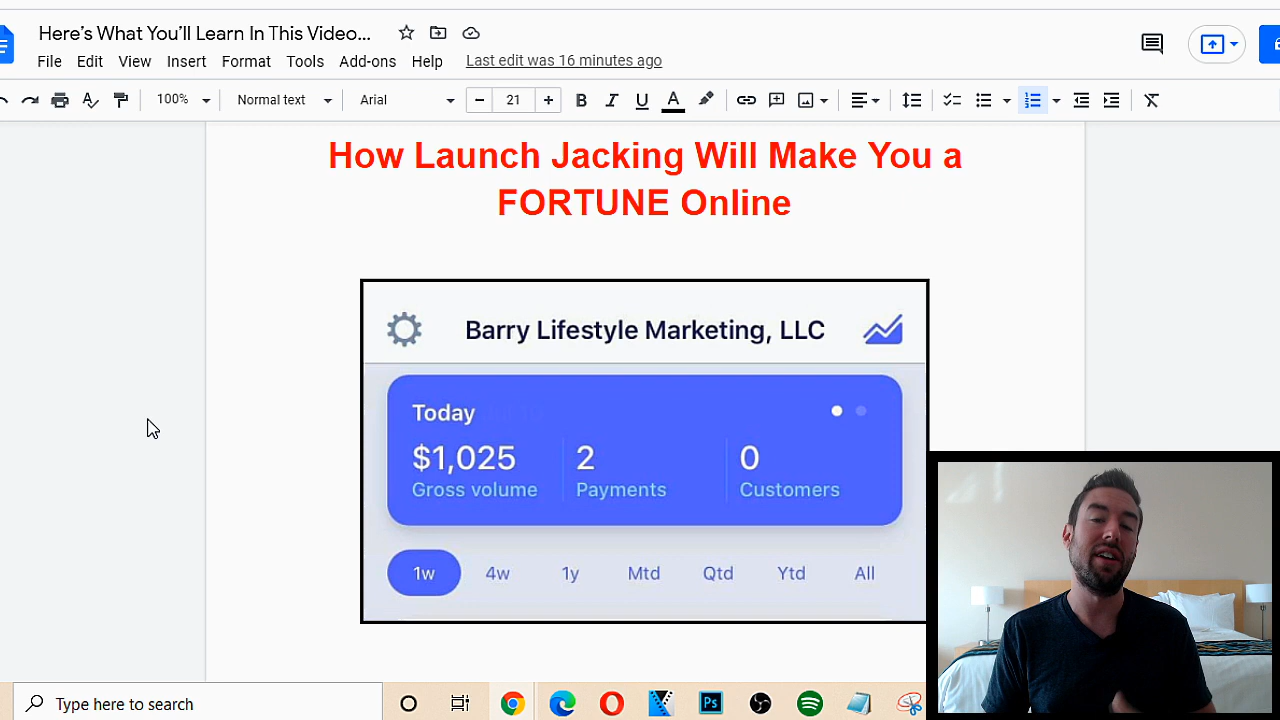 Here's What You'll Learn In This Video...
File Edit View Insert Format Tools Add-ons Help Last edit was 16 minutes ago
100% Normal text Arial 21 B I U A
How Launch Jacking Will Make You a
FORTUNE Online
Barry Lifestyle Marketing, LLC
Today
$1,025 2 0
Gross volume Payments Customers
1w 4w 1y Mtd Qtd Ytd All
Type here to search
Ps